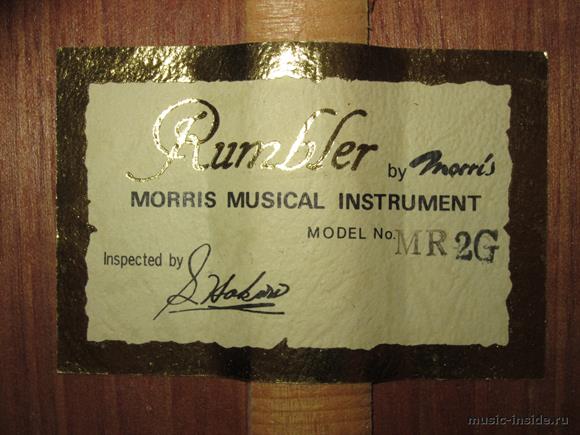 Rumbler by Morris
MORRIS MUSICAL INSTRUMENT
MODEL No. MR 2G
Inspected by
music-inside.ru